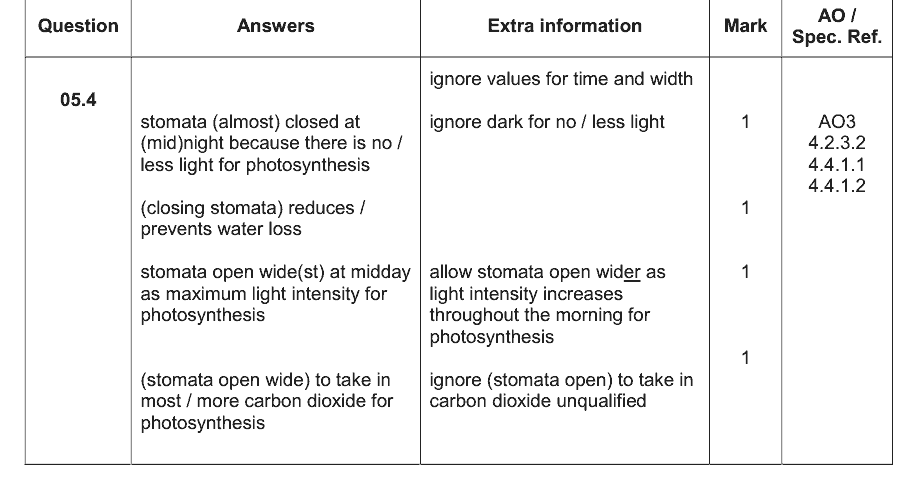 Question Answers Extra information Mark AO /
Spec. Ref.
05.4
ignore values for time and width
stomata (almost) closed at
(mid)night because there is no /
less light for photosynthesis
ignore dark for no / less light
1
AO3
4.2.3.2
4.4.1.1
4.4.1.2
(closing stomata) reduces /
prevents water loss
1
stomata open wide(st) at midday
as maximum light intensity for
photosynthesis
allow stomata open wider as
light intensity increases
throughout the morning for
photosynthesis
1
(stomata open wide) to take in
most / more carbon dioxide for
photosynthesis
ignore (stomata open) to take in
carbon dioxide unqualified
1